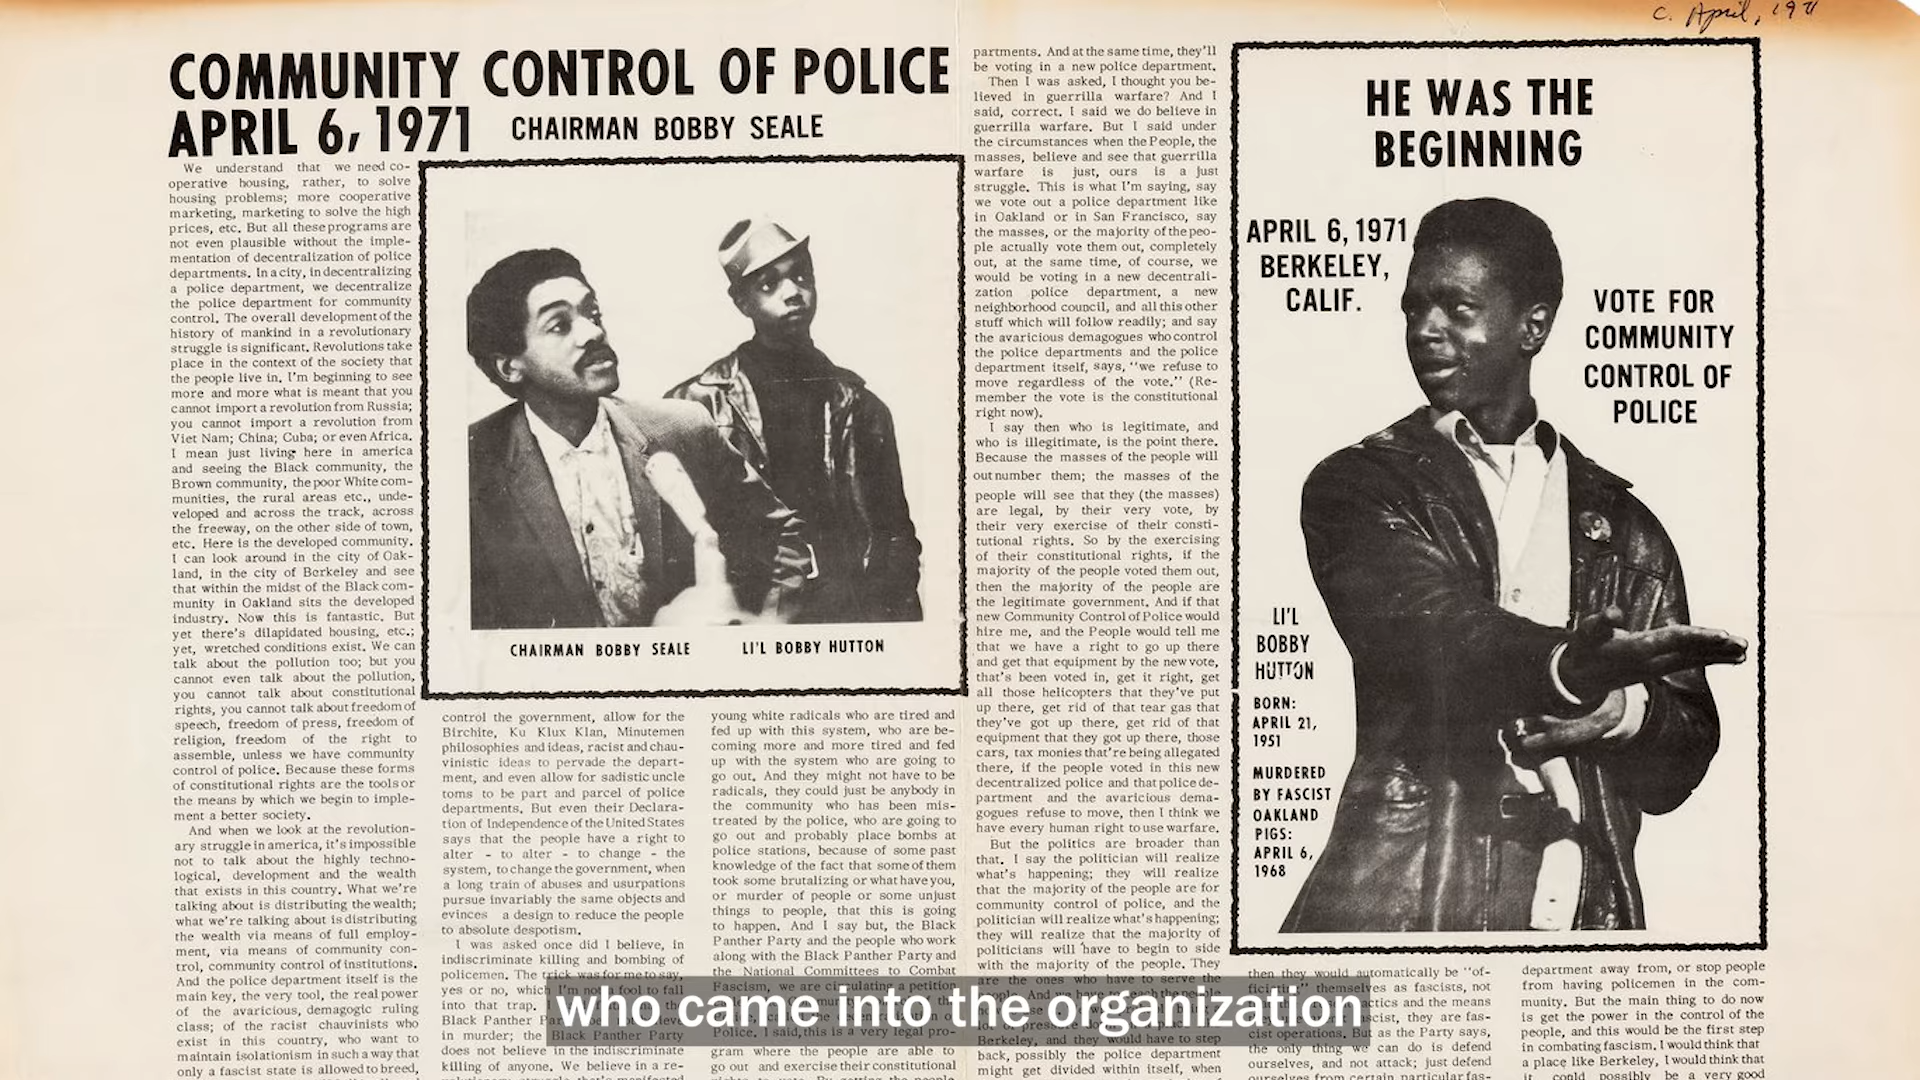 c. April, 1971
COMMUNITY CONTROL OF POLICE
APRIL 6, 1971 CHAIRMAN BOBBY SEALE
We understand that we need co-
operative housing, rather, to solve
housing problems; more cooperative
marketing, marketing to solve the high
prices, etc. But all these programs are
not even plausible without the imple-
mentation of decentralization of police
departments. In a city, in decentralizing
a police department, we decentralize
the police department for community
control. The overall development of the
history of mankind in a revolutionary
struggle is significant. Revolutions take
place in the context of the society that
the people live in. I'm beginning to see
more and more what is meant that you
cannot import a revolution from Russia;
you cannot import a revolution from
Viet Nam; China; Cuba; or even Africa.
I mean just living here in america
and seeing the Black community, the
Brown community, the poor White com-
munities, the rural areas etc., unde-
veloped and across the track, across
the freeway, on the other side of town,
etc. Here is the developed community.
I can look around in the city of Oak-
land, in the city of Berkeley and see
that within the midst of the Black com-
munity in Oakland sits the developed
industry. Now this is fantastic. But
yet there's dilapidated housing, etc.;
yet, wretched conditions exist. We can
talk about the pollution too; but you
cannot even talk about the pollution,
you cannot talk about constitutional
rights, you cannot talk about freedom of
speech, freedom of press, freedom of
religion, freedom of the right to
assemble, unless we have community
control of police. Because these forms
of constitutional rights are the tools or
the means by which we begin to imple-
ment a better society.
And when we look at the revolution-
ary struggle in america, it's impossible
not to talk about the highly techno-
logical, development and the wealth
that exists in this country. What we're
talking about is distributing the wealth;
what we're talking about is distributing
the wealth via means of full employ-
ment, via means of community con-
trol, community control of institutions.
And the police department itself is the
main key, the very tool, the real power
of the avaricious, demagogic ruling
class; of the racist chauvinists who
exist in this country, who want to
maintain isolationism in such a way that
only a fascist state is allowed to breed,
CHAIRMAN BOBBY SEALE LI'L BOBBY HUTTON
control the government, allow for the
Birchite, Ku Klux Klan, Minutemen
philosophies and ideas, racist and chau-
vinistic ideas to pervade the depart-
ment, and even allow for sadistic uncle
toms to be part and parcel of police
departments. But even their Declara-
tion of Independence of the United States
says that the people have a right to
alter - to alter - to change - the
system, to change the government, when
a long train of abuses and usurpations
pursue invariably the same objects and
evinces a design to reduce the people
to absolute despotism.
I was asked once did I believe, in
indiscriminate killing and bombing of
policemen. The trick was for me to say,
yes or no, which I'm not a fool to fall
into that trap.
Black Panther
in murder; the Black Panther Party
does not believe in the indiscriminate
killing of anyone. We believe in a re-
young white radicals who are tired and
fed up with this system, who are be-
coming more and more tired and fed
up with the system who are going to
go out. And they might not have to be
radicals, they could just be anybody in
the community who has been mis-
treated by the police, who are going to
go out and probably place bombs at
police stations, because of some past
knowledge of the fact that some of them
took some brutalizing or what have you,
or murder of people or some unjust
things to people, that this is going
to happen. And I say but, the Black
Panther Party and the people who work
along with the Black Panther Party and
the National Committees to Combat
Fascism, we are circulating a petition
Police. I said, this is a very legal pro-
gram where the people are able to
go out and exercise their constitutional
partments. And at the same time, they'll
be voting in a new police department.
Then I was asked, I thought you be-
lieved in guerrilla warfare? And I
said, correct. I said we do believe in
guerrilla warfare. But I said under
the circumstances when the People, the
masses, believe and see that guerrilla
warfare is just, ours is a just
struggle. This is what I'm saying, say
we vote out a police department like
in Oakland or in San Francisco, say
the masses, or the majority of the peo-
ple actually vote them out, completely
out, at the same time, of course, we
would be voting in a new decentrali-
zation police department, a new
neighborhood council, and all this other
stuff which will follow readily; and say
the avaricious demagogues who control
the police departments and the police
department itself, says, "we refuse to
move regardless of the vote." (Re-
member the vote is the constitutional
right now).
I say then who is legitimate, and
who is illegitimate, is the point there.
Because the masses of the people will
outnumber them; the masses of the
people will see that they (the masses)
are legal, by their very vote, by
their very exercise of their consti-
tutional rights. So by the exercising
of their constitutional rights, if the
majority of the people voted them out,
then the majority of the people are
the legitimate government. And if that
new Community Control of Police would
hire me, and the People would tell me
that we have a right to go up there
and get that equipment by the new vote,
that's been voted in, get it right, get
all those helicopters that they've put
up there, get rid of that tear gas that
they've got up there, get rid of that
equipment that they got up there, those
cars, tax monies that're being allegated
there, if the people voted in this new
decentralized police and that police de-
partment and the avaricious dema-
gogues refuse to move, then I think we
have every human right to use warfare.
But the politics are broader than
that. I say the politician will realize
what's happening; they will realize
that the majority of the people are for
community control of police, and the
politician will realize what's happening;
they will realize that the majority of
politicians will have to begin to side
with the majority of the people. They
are the ones who have to serve the
Berkeley, and they would have to step
back, possibly the police department
might get divided within itself, when
HE WAS THE
BEGINNING
APRIL 6, 1971
BERKELEY,
CALIF.
VOTE FOR
COMMUNITY
CONTROL OF
POLICE
LI'L
BOBBY
HUTTON
BORN:
APRIL 21,
1951
MURDERED
BY FASCIST
OAKLAND
PIGS:
APRIL 6,
1968
then they would automatically be "of-
themselves as fascists, not
and the means
they are fas-
cist operations. But as the Party says,
the only thing we can do is defend
ourselves, and not attack; just defend
ourselves from certain particular fas-
department away from, or stop people
from having policemen in the com-
munity. But the main thing to do now
is get the power in the control of the
people, and this would be the first step
in combating fascism. I would think that
a place like Berkeley, I would think that
it could possibly be a very good
who came into the organization